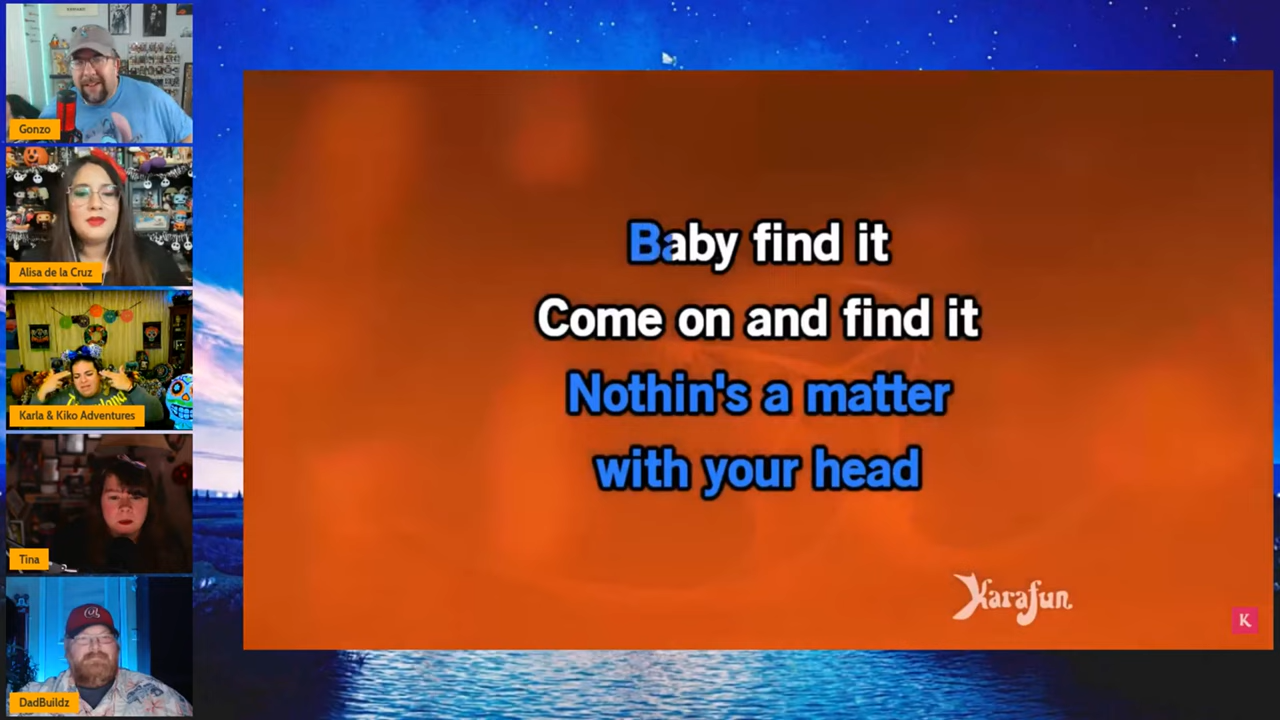 Gonzo
Alisa de la Cruz
Karla & Kiko Adventures
Tina
DadBuildz
Baby find it
Come on and find it
Nothin's a matter
with your head
Karafun
K